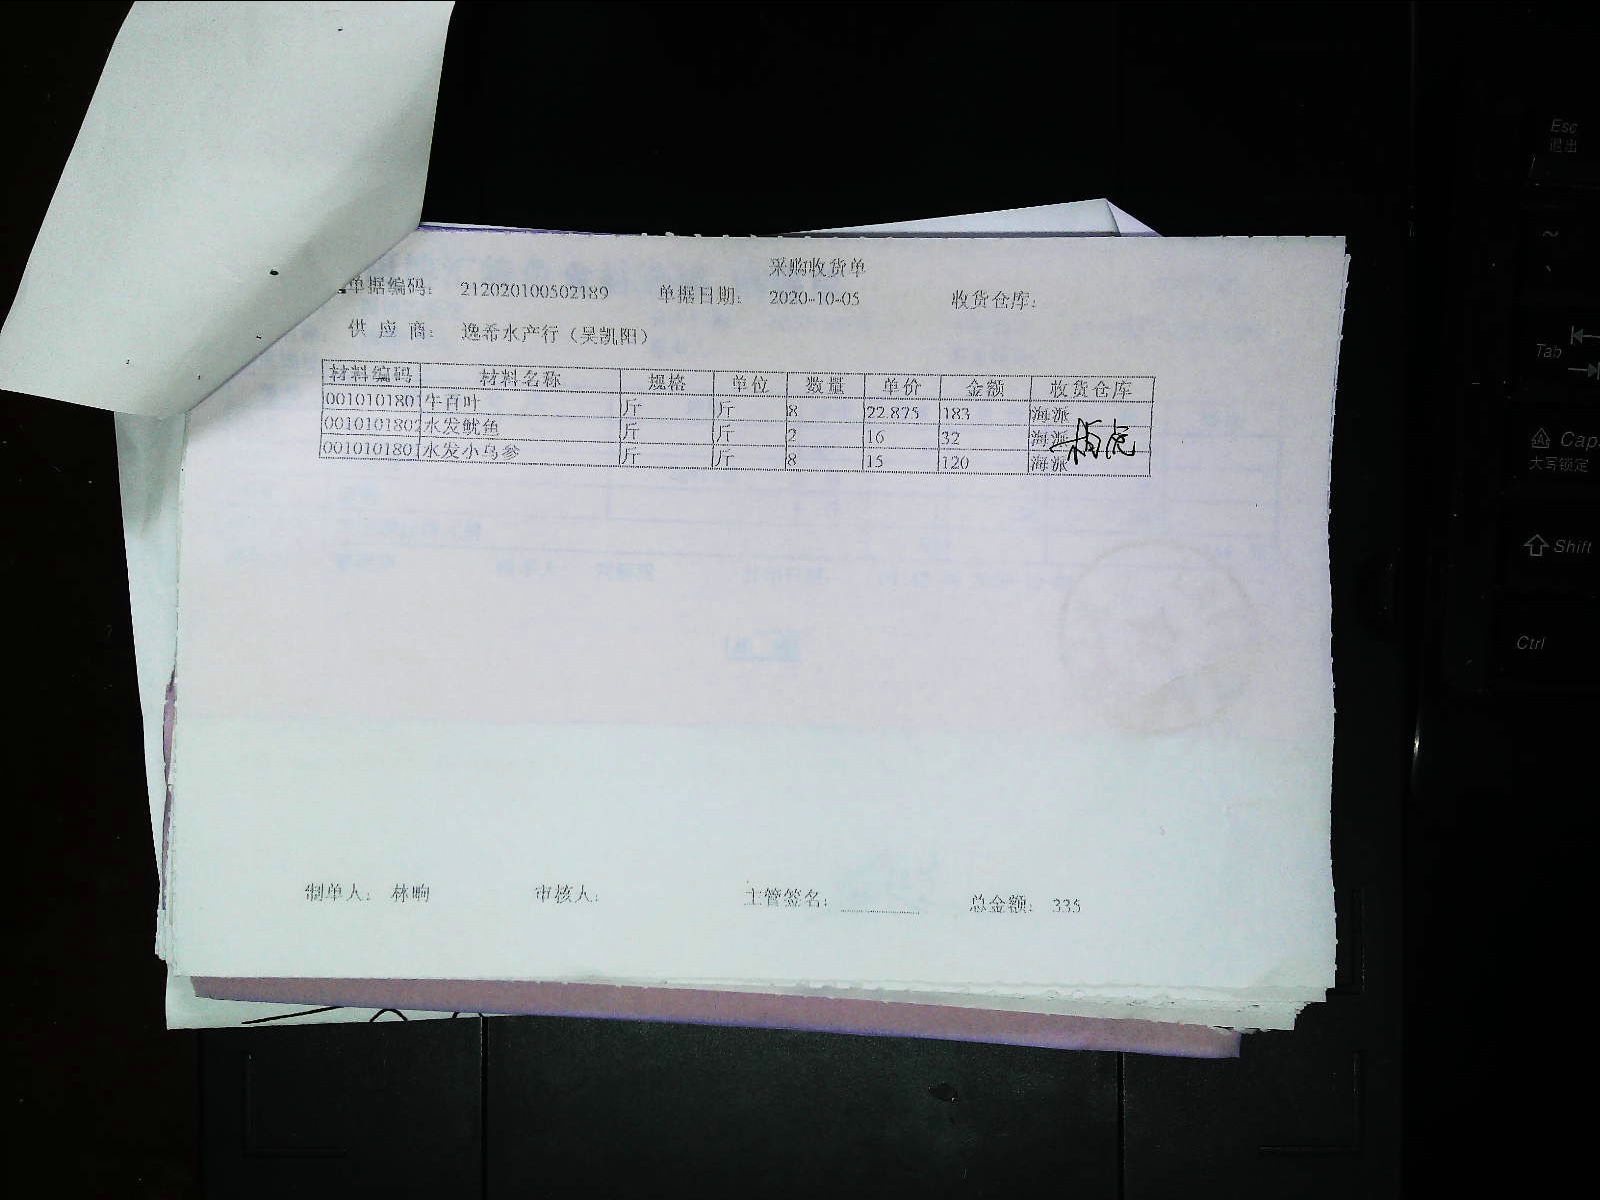 采购收货单
单据编码: 212020100502189 单据日期: 2020-10-05 收货仓库:
供应商: 逸希水产行(吴凯阳)
材料编码 材料名称 规格 单位 数量 单价 金额 收货仓库
001010180 牛百叶 斤 斤 8 22.875 183 海派
0010101802 水发鱿鱼 斤 斤 2 16 32 海派
001010180 水发小乌参 斤 斤 8 15 120 海派
制单人: 林晌 审核人: 主管签名: 总金额: 335
Esc
退出
~
Tab
Cap
大写锁定
Shift
Ctrl